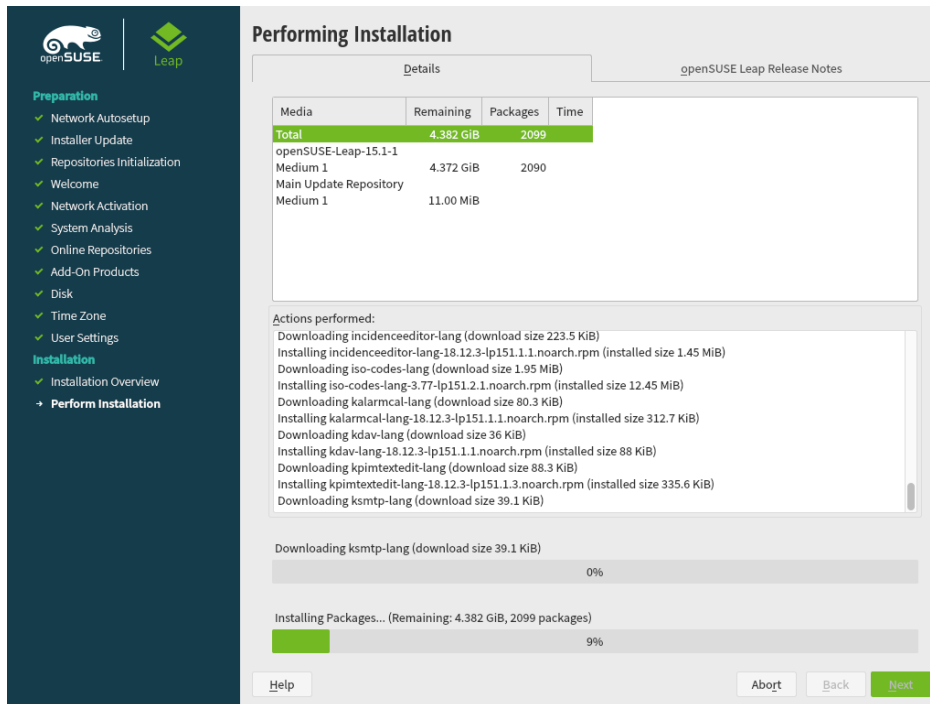 openSUSE.
Leap
Preparation
Network Autosetup
Installer Update
Repositories Initialization
Welcome
Network Activation
System Analysis
Online Repositories
Add-On Products
Disk
Time Zone
User Settings
Installation
Installation Overview
Perform Installation
Performing Installation
Details openSUSE Leap Release Notes
Media Remaining Packages Time
Total 4.382 GiB 2099
openSUSE-Leap-15.1-1
Medium 1 4.372 GiB 2090
Main Update Repository
Medium 1 11.00 MiB
Actions performed:
Downloading incidenceeditor-lang (download size 223.5 KiB)
Installing incidenceeditor-lang-18.12.3-lp151.1.1.noarch.rpm (installed size 1.45 MiB)
Downloading iso-codes-lang (download size 1.95 MiB)
Installing iso-codes-lang-3.77-lp151.2.1.noarch.rpm (installed size 12.45 MiB)
Downloading kalarmcal-lang (download size 80.3 KiB)
Installing kalarmcal-lang-18.12.3-lp151.1.1.noarch.rpm (installed size 312.7 KiB)
Downloading kdav-lang (download size 36 KiB)
Installing kdav-lang-18.12.3-lp151.1.1.noarch.rpm (installed size 88 KiB)
Downloading kpimtextedit-lang (download size 88.3 KiB)
Installing kpimtextedit-lang-18.12.3-lp151.1.3.noarch.rpm (installed size 335.6 KiB)
Downloading ksmtp-lang (download size 39.1 KiB)
Downloading ksmtp-lang (download size 39.1 KiB)
0%
Installing Packages... (Remaining: 4.382 GiB, 2099 packages)
9%
Help Abort Back Next